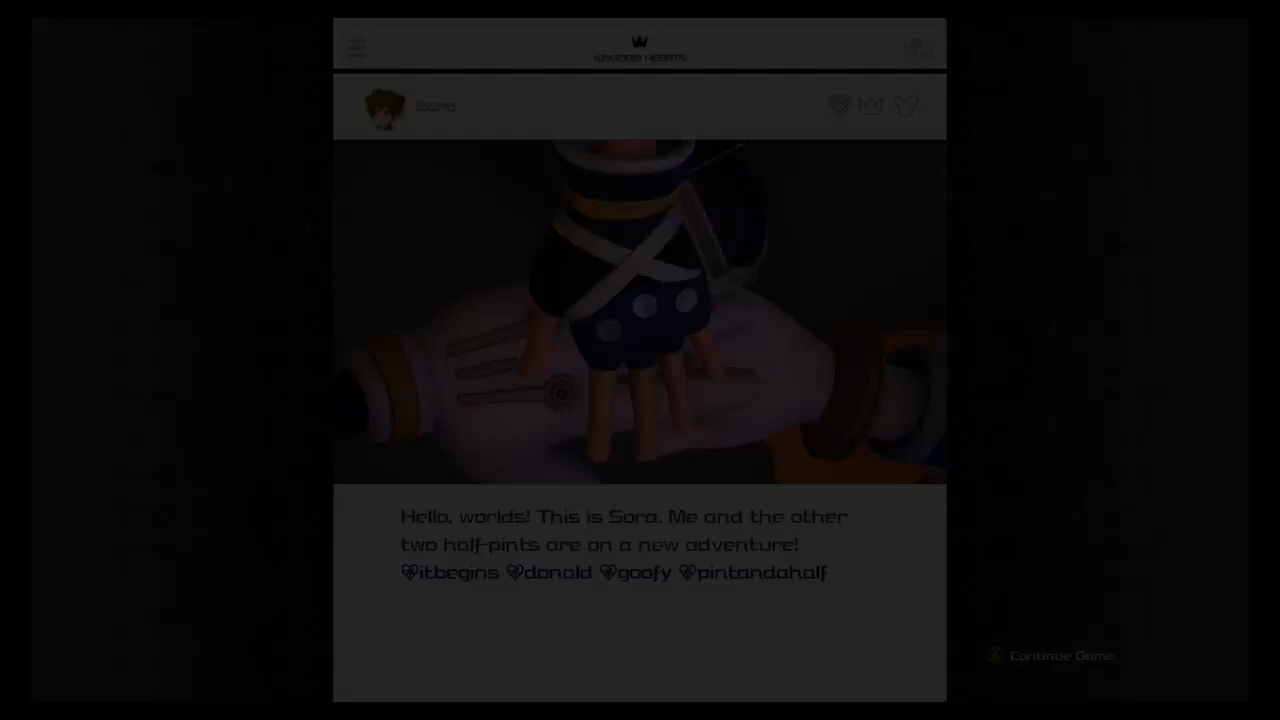 KINGDOM HEARTS
Sora
Hello, worlds! This is Sora. Me and the other
two half-pints are on a new adventure!
itbegins donald goofy pintandahalf
A Continue Game